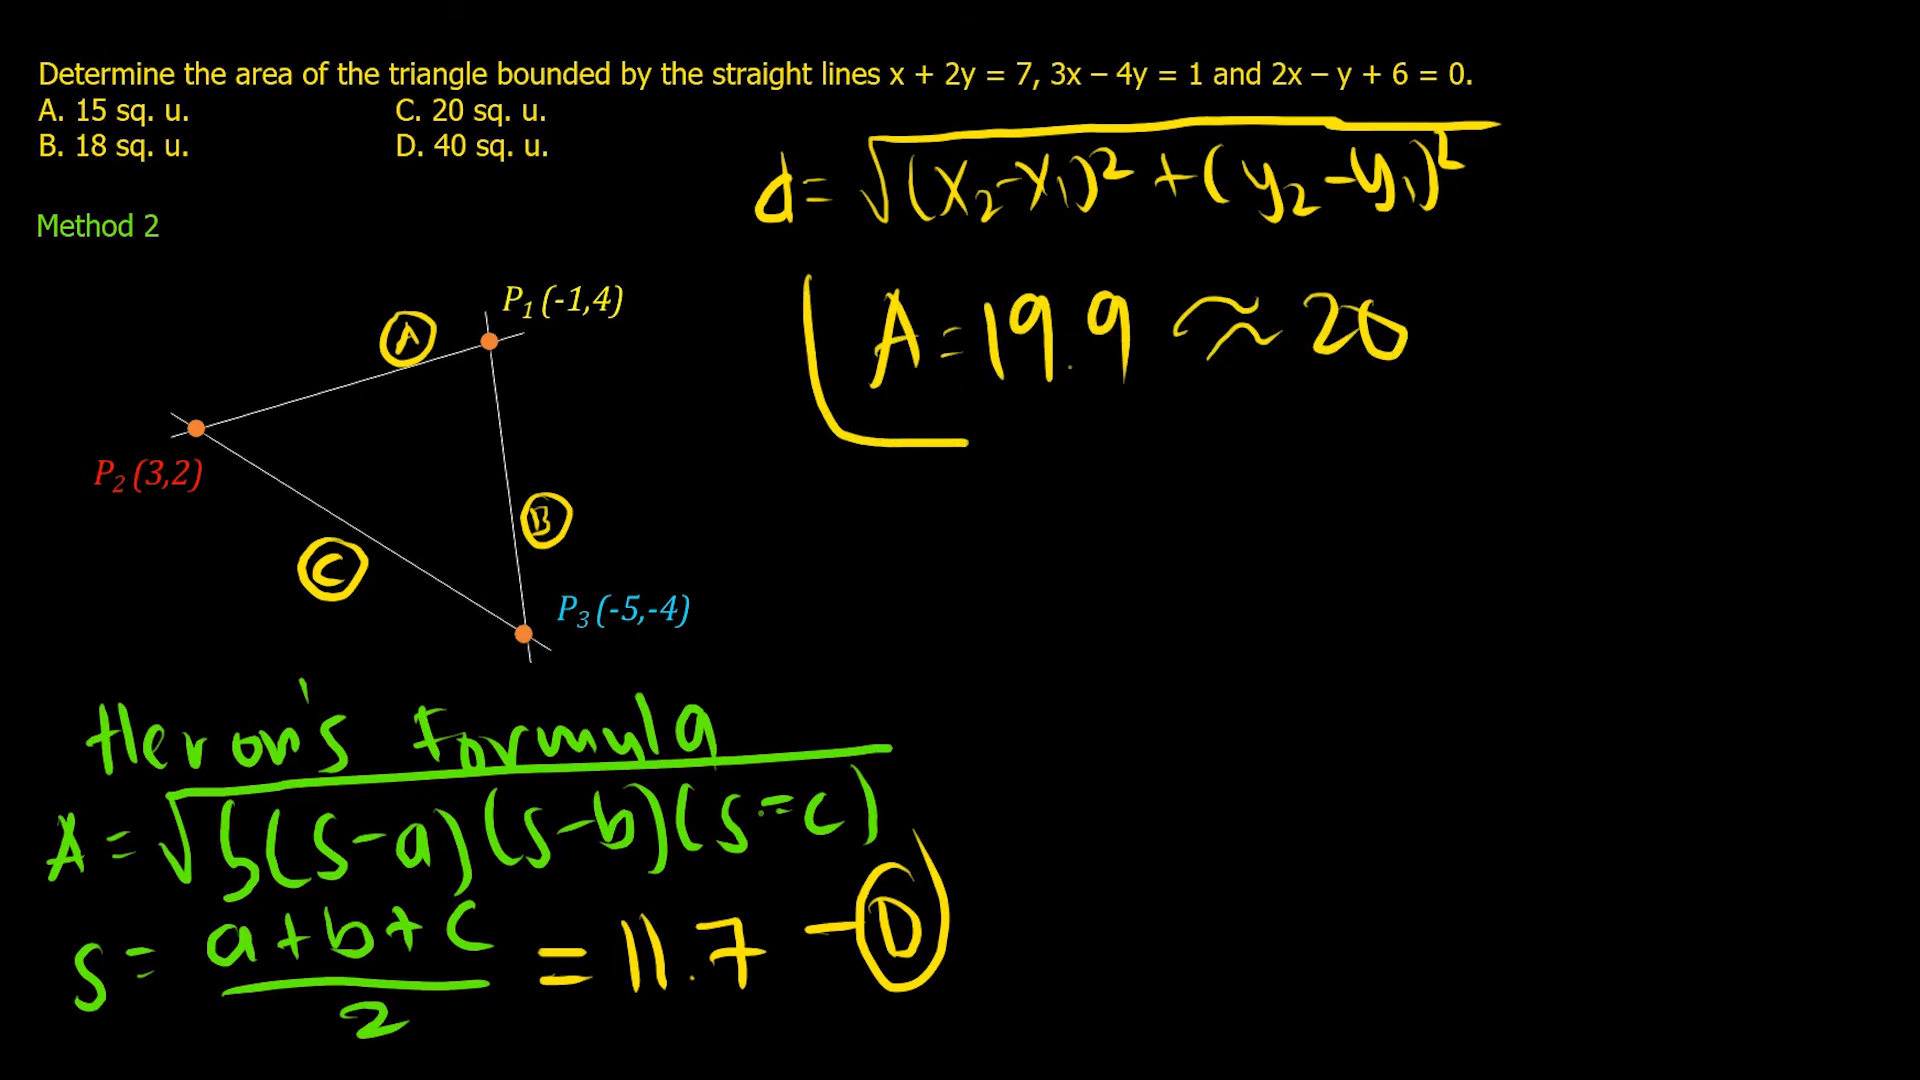 Determine the area of the triangle bounded by the straight lines x + 2y = 7, 3x – 4y = 1 and 2x – y + 6 = 0.
A. 15 sq. u. C. 20 sq. u.
B. 18 sq. u. D. 40 sq. u.
d = √(x₂-x₁)² + (y₂-y₁)²
Method 2
P₁ (-1,4)
A
A = 19.9 ≈ 20
P₂ (3,2)
B
C
P₃ (-5,-4)
Heron's Formula
A = √s(s-a)(s-b)(s-c)
s = a+b+c/2 = 11.7 - D